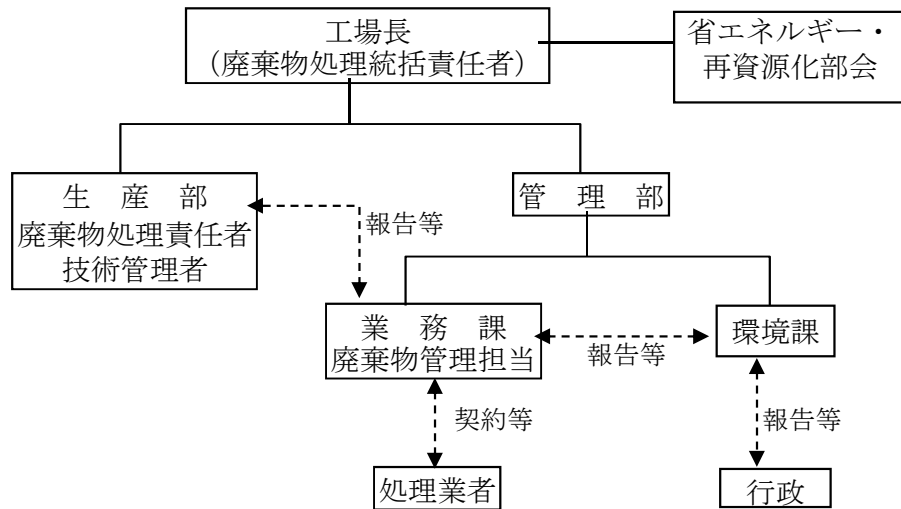 工場長
（廃棄物処理統括責任者）
省エネルギー・
再資源化部会
生　産　部
廃棄物処理責任者
技術管理者
管　理　部
報告等
業　務　課
廃棄物管理担当
報告等
環境課
契約等
報告等
処理業者
行政